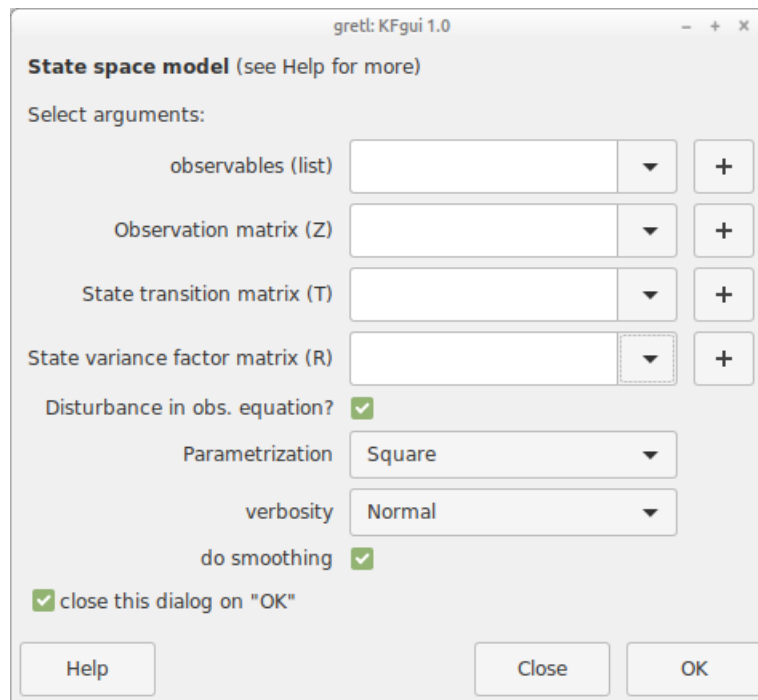 gretl: KFgui 1.0
State space model (see Help for more)
Select arguments:
observables (list)
Observation matrix (Z)
State transition matrix (T)
State variance factor matrix (R)
Disturbance in obs. equation?
Parametrization Square
verbosity Normal
do smoothing
close this dialog on "OK"
Help Close OK